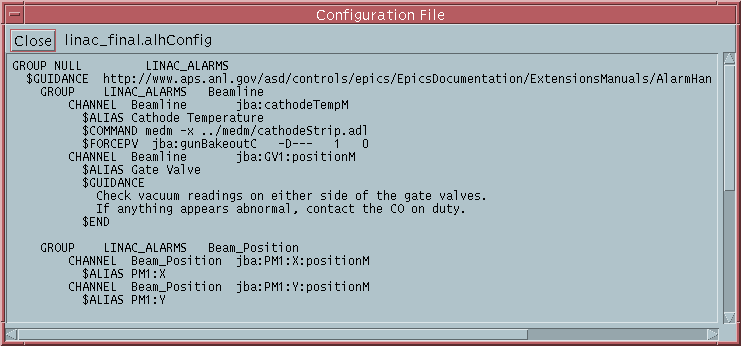 Configuration File
Close linac_final.alhConfig
GROUP NULL LINAC_ALARMS
$GUIDANCE http://www.aps.anl.gov/asd/controls/epics/EpicsDocumentation/ExtensionsManuals/AlarmHan
GROUP LINAC_ALARMS Beamline
CHANNEL Beamline jba:cathodeTempM
$ALIAS Cathode Temperature
$COMMAND medm -x ../medm/cathodeStrip.adl
$FORCEPV jba:gunBakeoutC -D--- 1 0
CHANNEL Beamline jba:GV1:positionM
$ALIAS Gate Valve
$GUIDANCE
Check vacuum readings on either side of the gate valves.
If anything appears abnormal, contact the CO on duty.
$END
GROUP LINAC_ALARMS Beam_Position
CHANNEL Beam_Position jba:PM1:X:positionM
$ALIAS PM1:X
CHANNEL Beam_Position jba:PM1:Y:positionM
$ALIAS PM1:Y